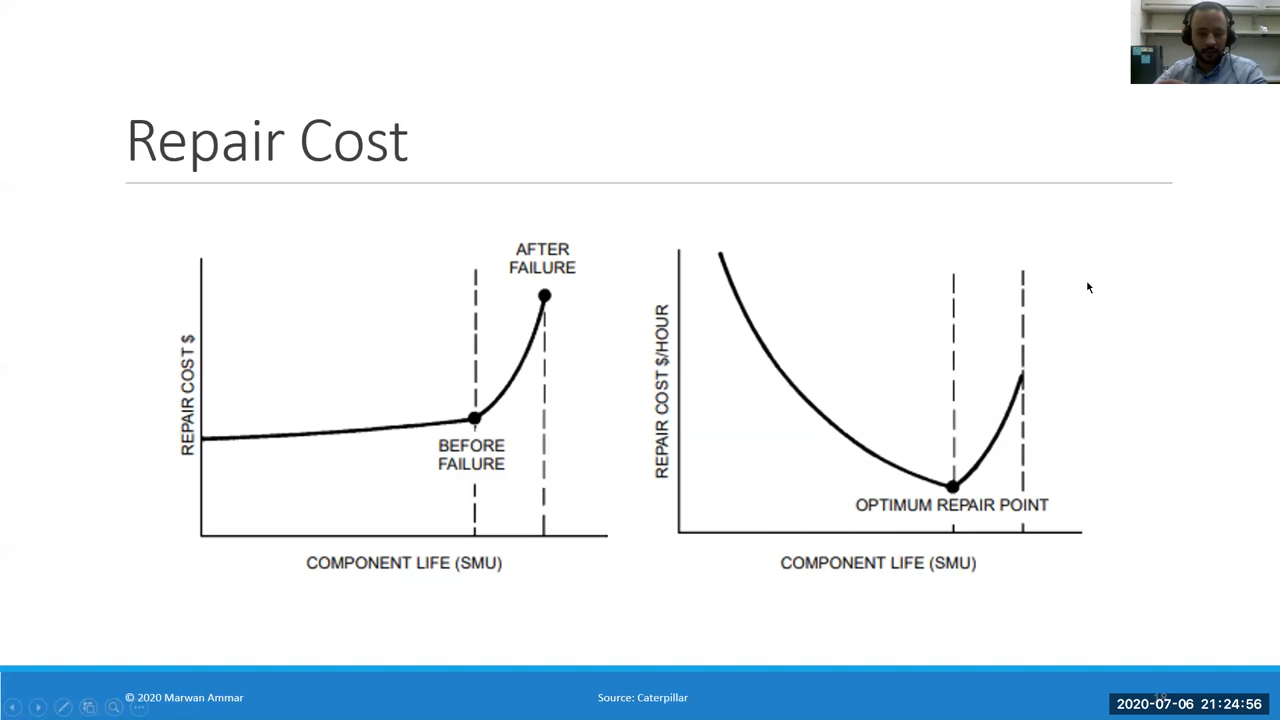 Repair Cost
AFTER
FAILURE
REPAIR COST $
BEFORE
FAILURE
COMPONENT LIFE (SMU)
REPAIR COST $/HOUR
OPTIMUM REPAIR POINT
COMPONENT LIFE (SMU)
© 2020 Marwan Ammar
Source: Caterpillar
2020-07-06 21:24:56